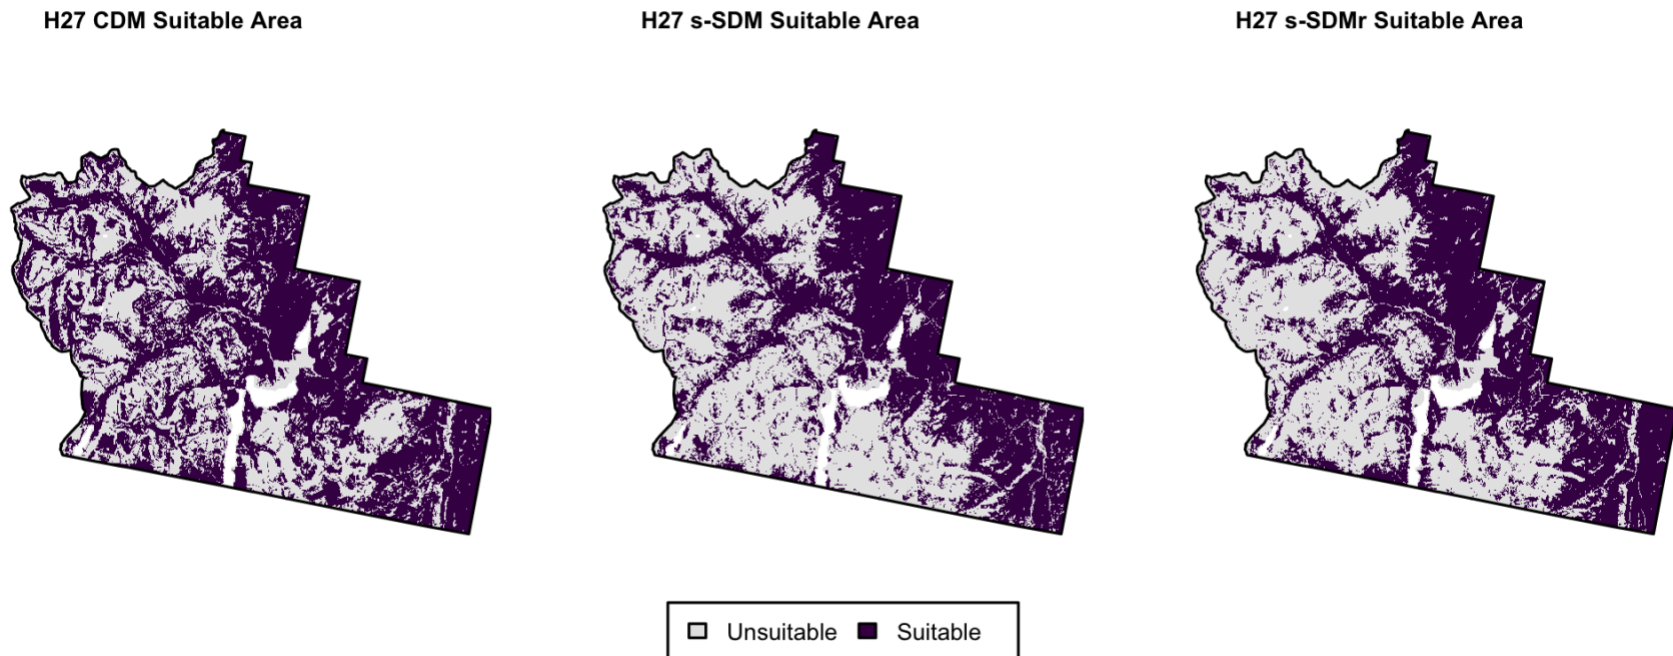 H27 CDM Suitable Area
H27 s-SDM Suitable Area
H27 s-SDMr Suitable Area
Unsuitable
Suitable